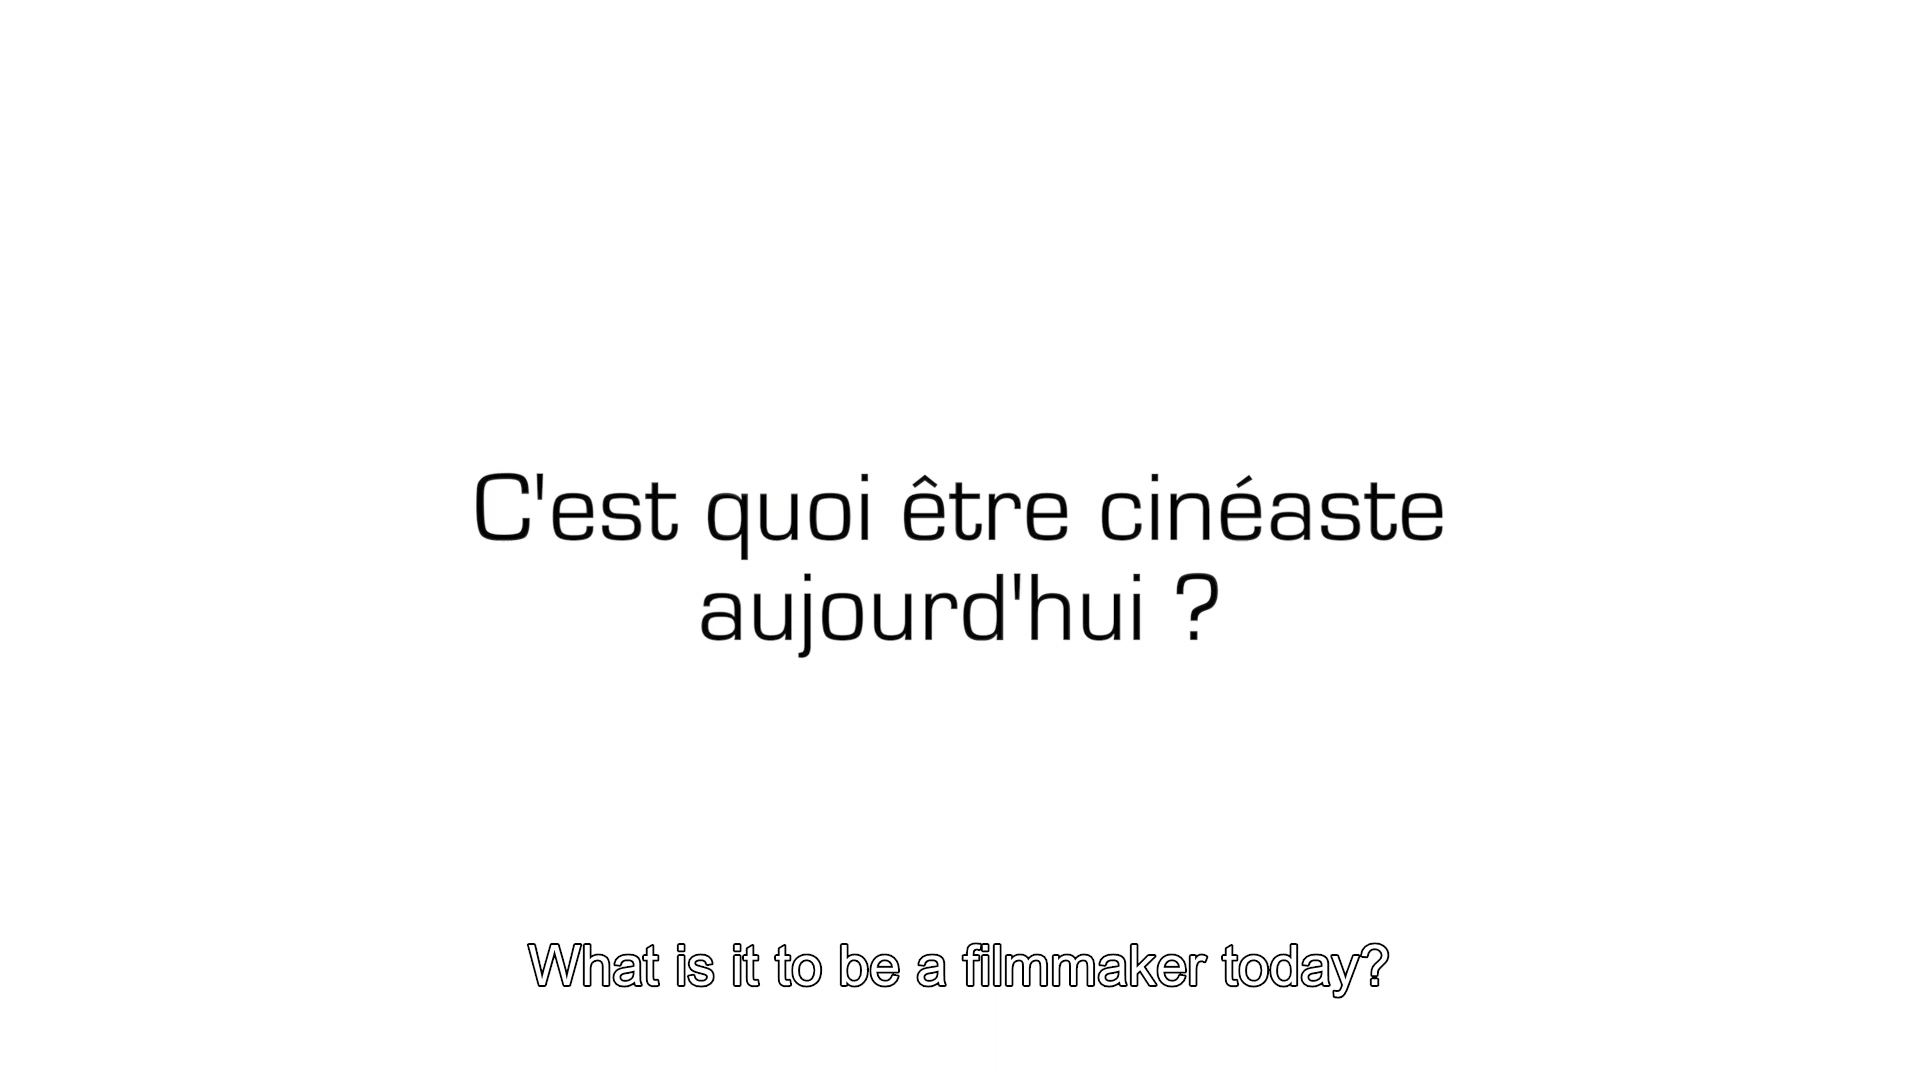 C'est quoi être cinéaste
aujourd'hui ?
What is it to be a filmmaker today?